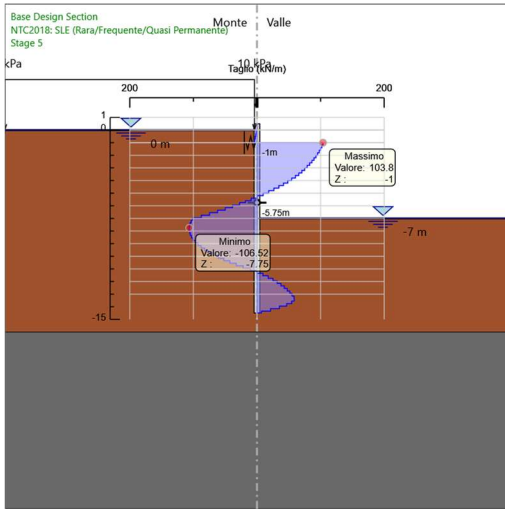 Base Design Section
NTC2018: SLE (Rara/Frequente/Quasi Permanente)
Stage 5
Monte
Valle
kPa
10 kPa
Taglio (kN/m)
200
200
1
0
0 m
-1m
Massimo
Valore: 103.8
Z : -1
-5.75m
-7 m
Minimo
Valore: -106.52
Z : -7.75
-15